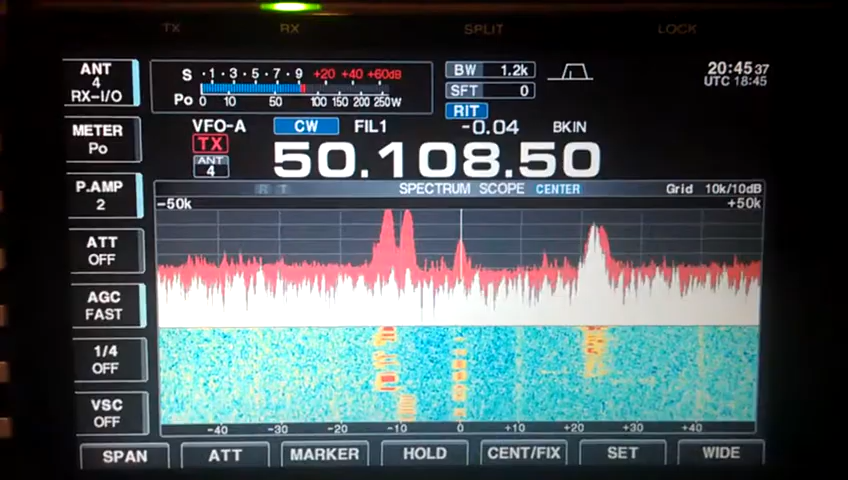 TX RX SPLIT LOCK
ANT
4
RX-I/O
METER
Po
P.AMP
2
ATT
OFF
AGC
FAST
1/4
OFF
VSC
OFF
S ·1·3·5·7·9 +20 +40 +60dB
Po 0 10 50 100 150 200 250W
BW 1.2k
SFT 0
RIT
20:45 37
UTC 18:45
VFO-A CW FIL1 -0.04 BKIN
TX
ANT
4
50.108.50
R T SPECTRUM SCOPE CENTER Grid 10k/10dB
-50k +50k
-40 -30 -20 -10 0 +10 +20 +30 +40
SPAN ATT MARKER HOLD CENT/FIX SET WIDE